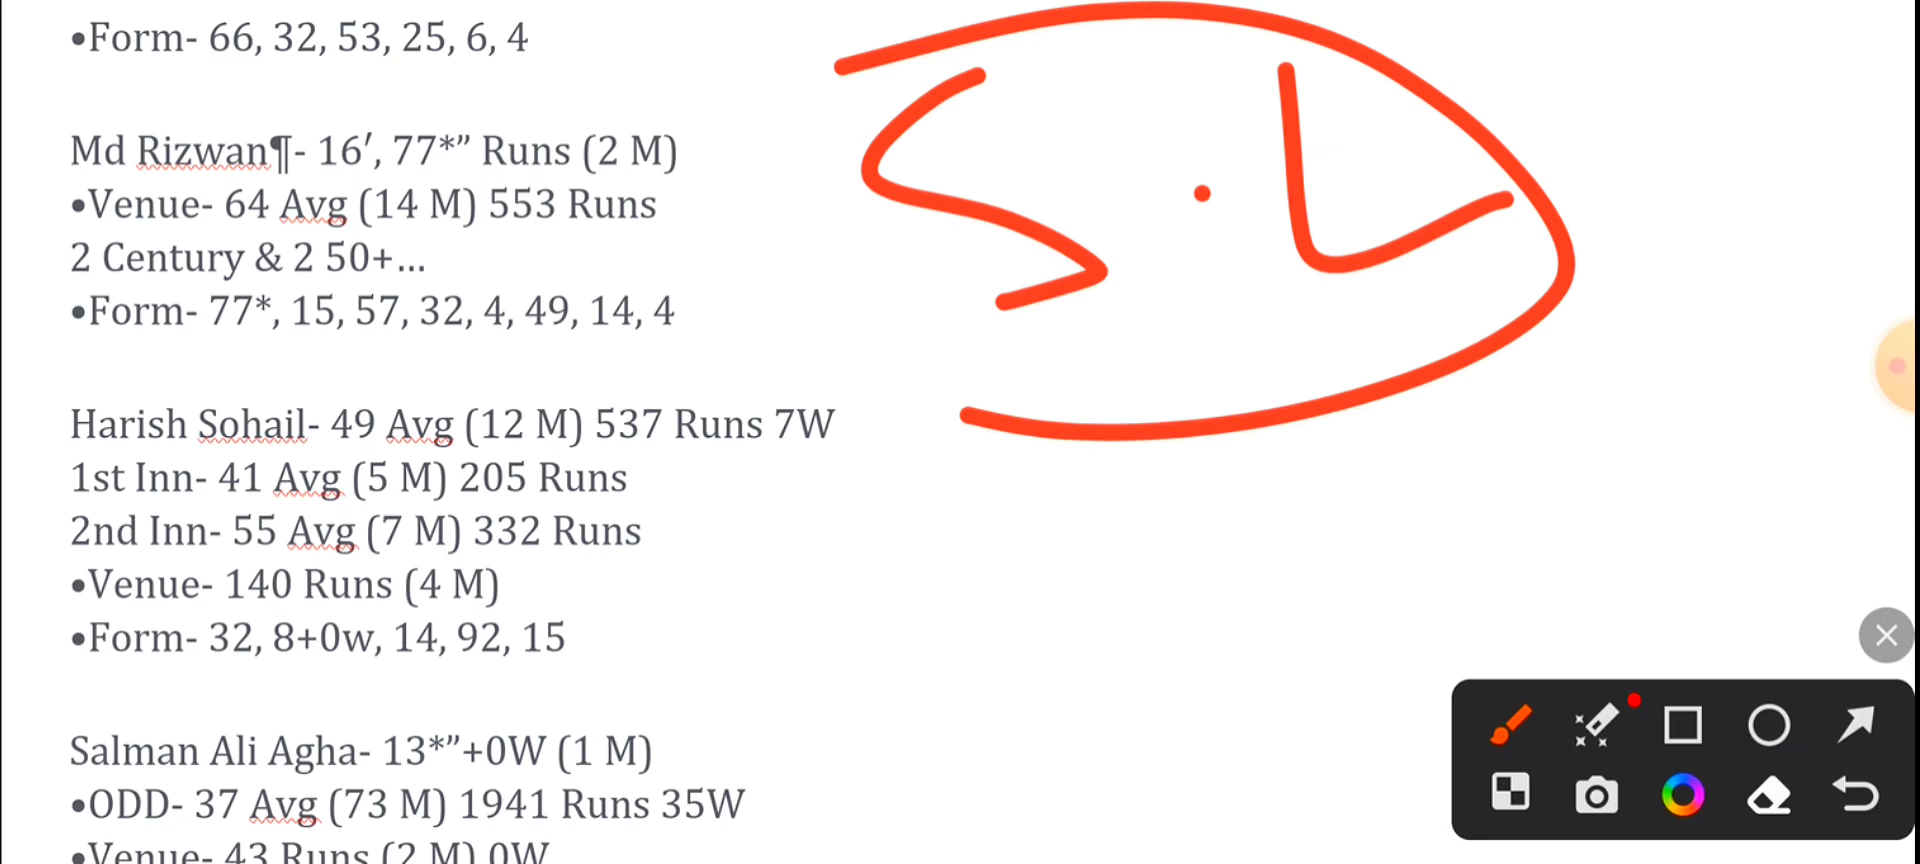 •Form- 66, 32, 53, 25, 6, 4
Md Rizwan¶- 16′, 77*” Runs (2 M)
•Venue- 64 Avg (14 M) 553 Runs
2 Century & 2 50+...
•Form- 77*, 15, 57, 32, 4, 49, 14, 4
Harish Sohail- 49 Avg (12 M) 537 Runs 7W
1st Inn- 41 Avg (5 M) 205 Runs
2nd Inn- 55 Avg (7 M) 332 Runs
•Venue- 140 Runs (4 M)
•Form- 32, 8+0w, 14, 92, 15
Salman Ali Agha- 13*”+0W (1 M)
•ODD- 37 Avg (73 M) 1941 Runs 35W
•Venue- 43 Runs (2 M) 0W
S.L